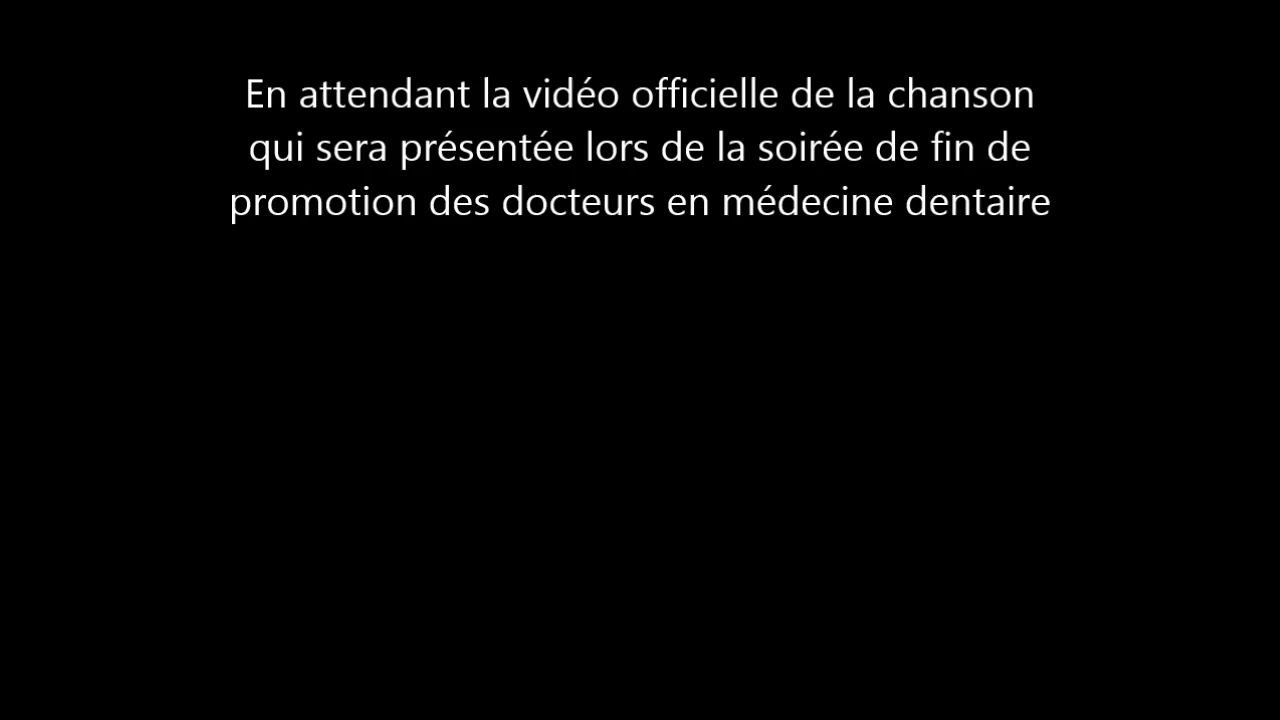 En attendant la vidéo officielle de la chanson
qui sera présentée lors de la soirée de fin de
promotion des docteurs en médecine dentaire